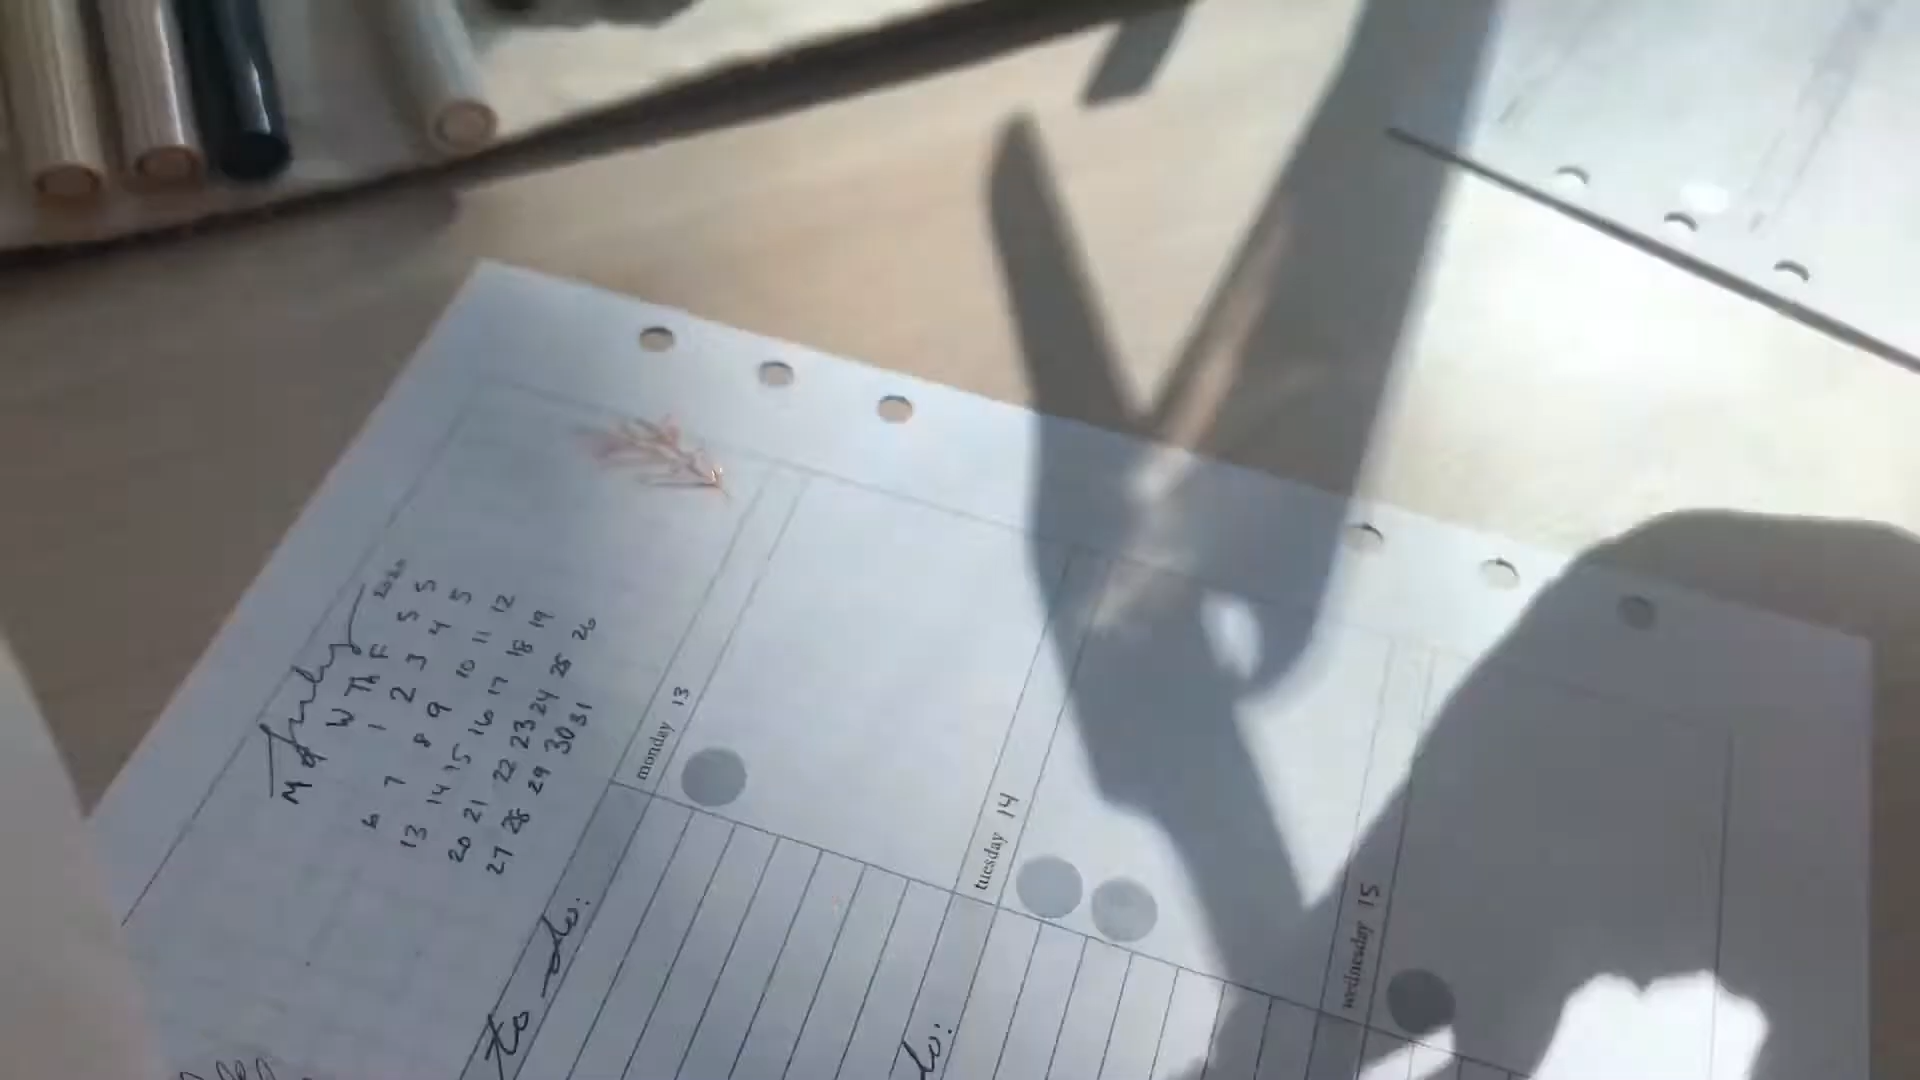 July 2020
M T W Th F S S
1 2 3 4 5
6 7 8 9 10 11 12
13 14 15 16 17 18 19
20 21 22 23 24 25 26
27 28 29 30 31
monday 13
tuesday 14
wednesday 15
to do:
do: